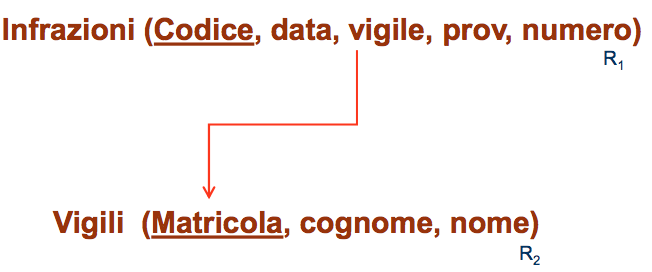 Infrazioni (Codice, data, vigile, prov, numero)
R1
Vigili (Matricola, cognome, nome)
R2